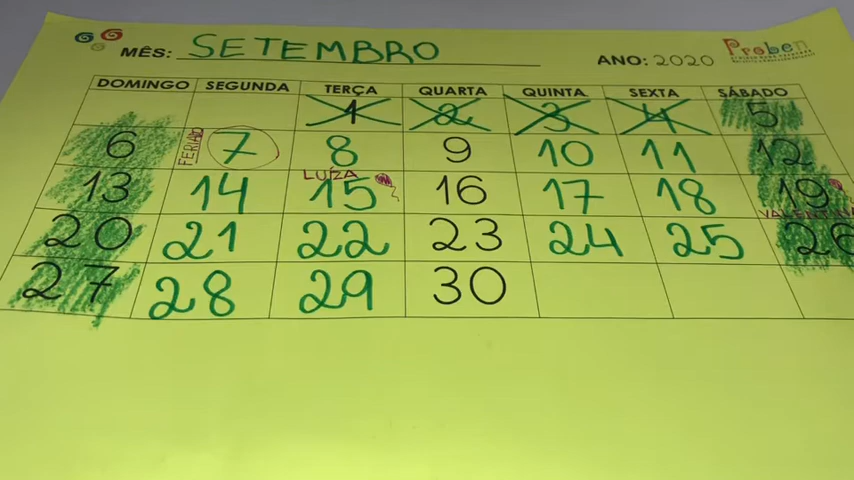 MÊS: SETEMBRO ANO: 2020 Proben
DOMINGO SEGUNDA TERÇA QUARTA QUINTA SEXTA SÁBADO
1 2 3 4 5
6 FERIADO 7 8 9 10 11 12
13 14 LUÍZA 15 16 17 18 19 VALENTINA
20 21 22 23 24 25 26
27 28 29 30